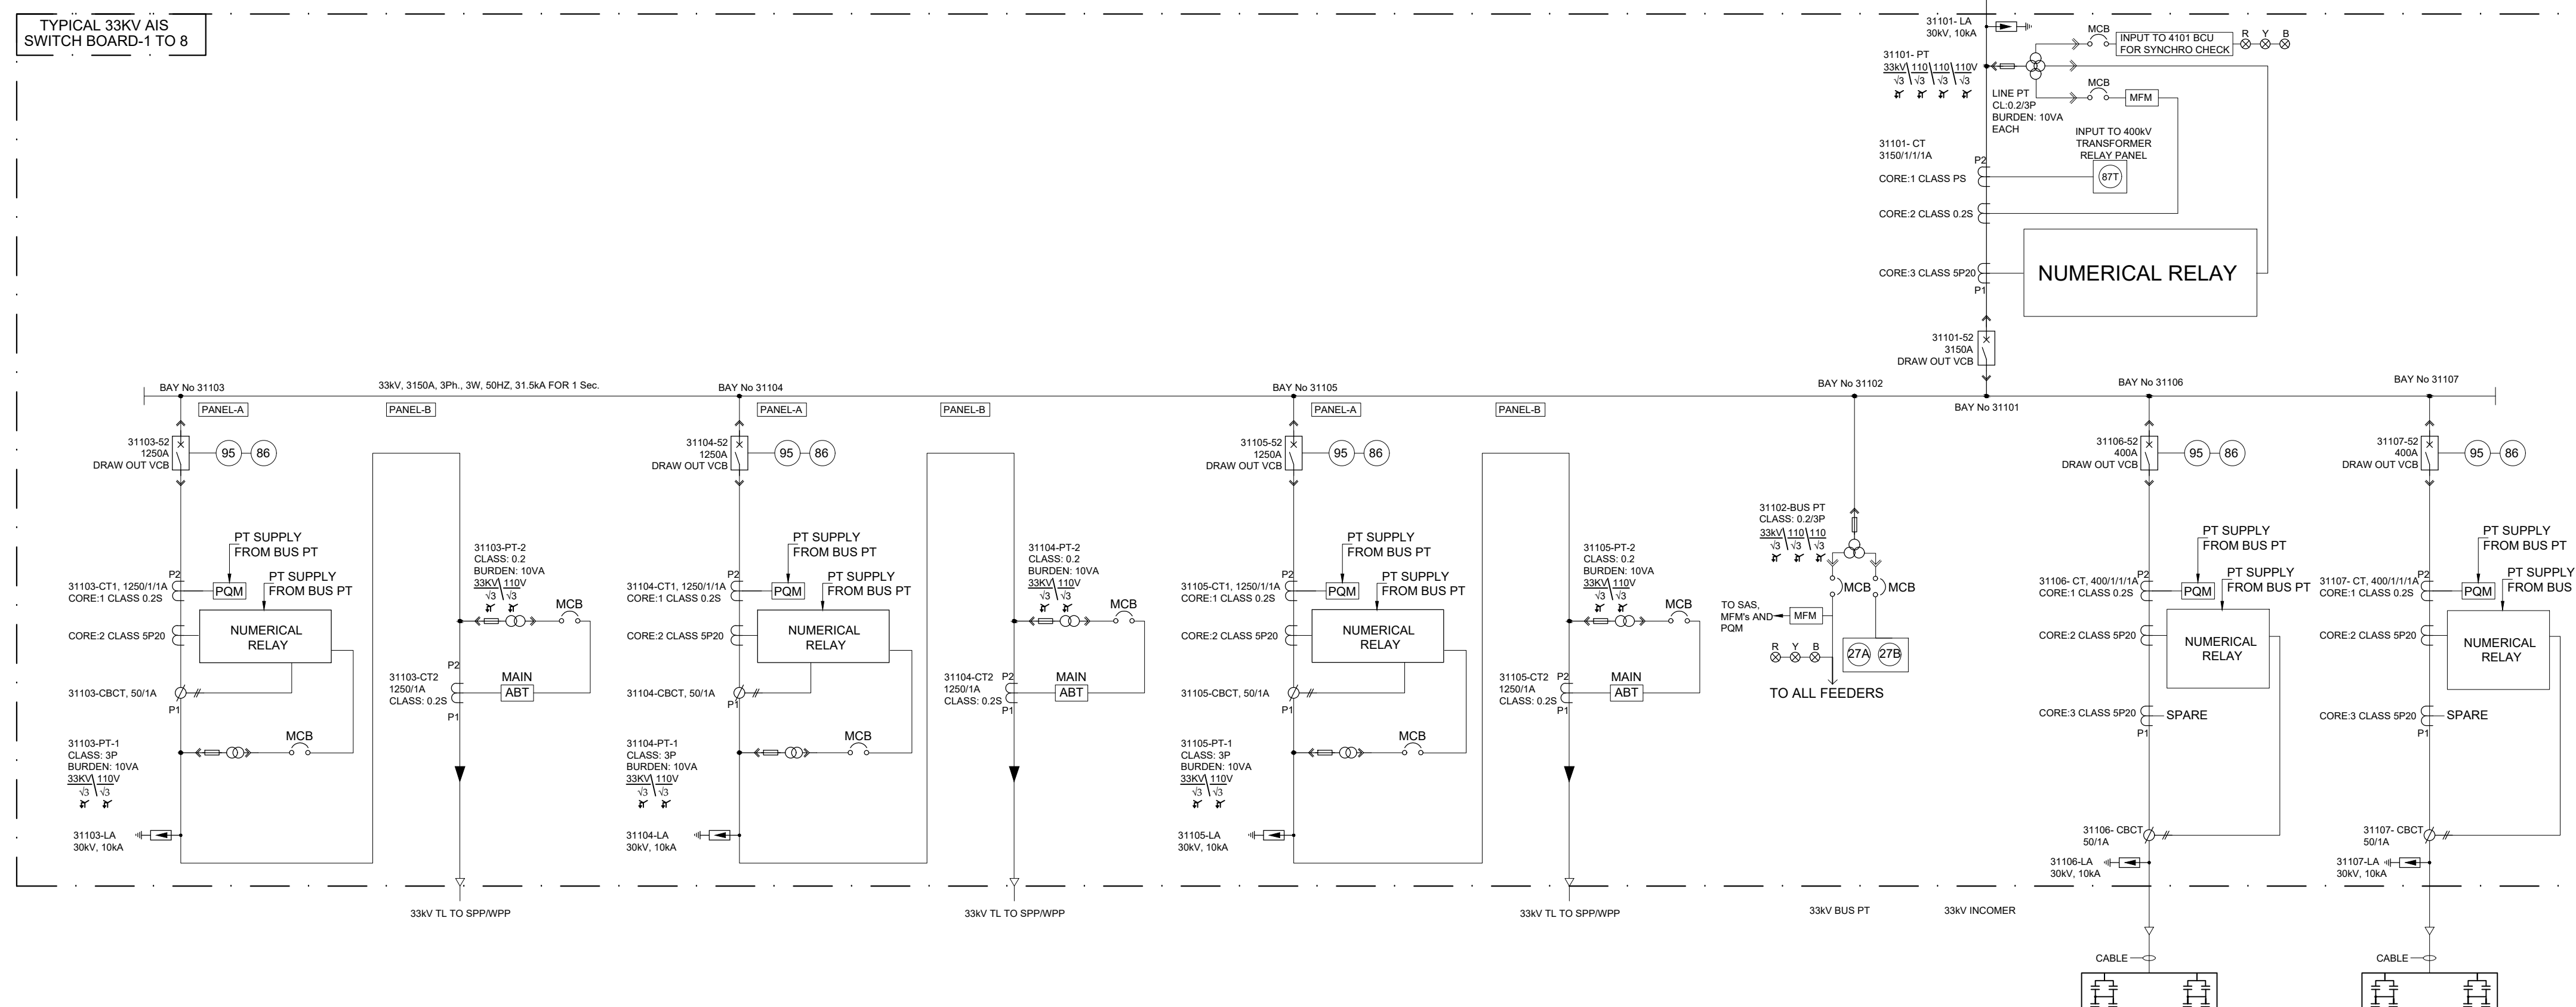 TYPICAL 33KV AIS
SWITCH BOARD-1 TO 8
31101- LA
30kV, 10kA
MCB
INPUT TO 4101 BCU
FOR SYNCHRO CHECK
R Y B
31101- PT
33kV 110 110 110V
√3 √3 √3 √3
MCB
MFM
LINE PT
CL:0.2/3P
BURDEN: 10VA
EACH
INPUT TO 400kV
TRANSFORMER
RELAY PANEL
87T
31101- CT
3150/1/1/1A
P2
CORE:1 CLASS PS
CORE:2 CLASS 0.2S
CORE:3 CLASS 5P20
P1
NUMERICAL RELAY
31101-52
3150A
DRAW OUT VCB
BAY No 31103
33kV, 3150A, 3Ph., 3W, 50HZ, 31.5kA FOR 1 Sec.
BAY No 31104
BAY No 31105
BAY No 31102
BAY No 31101
BAY No 31106
BAY No 31107
PANEL-A
PANEL-B
PANEL-A
PANEL-B
PANEL-A
PANEL-B
31103-52
1250A
DRAW OUT VCB
95 86
PT SUPPLY
FROM BUS PT
31103-CT1, 1250/1/1A
CORE:1 CLASS 0.2S
P2
PQM
PT SUPPLY
FROM BUS PT
CORE:2 CLASS 5P20
NUMERICAL
RELAY
31103-CBCT, 50/1A
P1
31103-PT-1
CLASS: 3P
BURDEN: 10VA
33KV 110V
√3 √3
MCB
31103-LA
30kV, 10kA
31103-PT-2
CLASS: 0.2
BURDEN: 10VA
33KV 110V
√3 √3
MCB
31103-CT2
1250/1A
CLASS: 0.2S
P2
P1
MAIN
ABT
33kV TL TO SPP/WPP
31104-52
1250A
DRAW OUT VCB
95 86
PT SUPPLY
FROM BUS PT
31104-CT1, 1250/1/1A
CORE:1 CLASS 0.2S
P2
PQM
PT SUPPLY
FROM BUS PT
CORE:2 CLASS 5P20
NUMERICAL
RELAY
31104-CBCT, 50/1A
P1
31104-PT-1
CLASS: 3P
BURDEN: 10VA
33KV 110V
√3 √3
MCB
31104-LA
30kV, 10kA
31104-PT-2
CLASS: 0.2
BURDEN: 10VA
33KV 110V
√3 √3
MCB
31104-CT2
1250/1A
CLASS: 0.2S
P2
P1
MAIN
ABT
33kV TL TO SPP/WPP
31105-52
1250A
DRAW OUT VCB
95 86
PT SUPPLY
FROM BUS PT
31105-CT1, 1250/1/1A
CORE:1 CLASS 0.2S
P2
PQM
PT SUPPLY
FROM BUS PT
CORE:2 CLASS 5P20
NUMERICAL
RELAY
31105-CBCT, 50/1A
P1
31105-PT-1
CLASS: 3P
BURDEN: 10VA
33KV 110V
√3 √3
MCB
31105-LA
30kV, 10kA
31105-PT-2
CLASS: 0.2
BURDEN: 10VA
33KV 110V
√3 √3
MCB
31105-CT2
1250/1A
CLASS: 0.2S
P2
P1
MAIN
ABT
33kV TL TO SPP/WPP
31102-BUS PT
CLASS: 0.2/3P
33kV 110 110
√3 √3 √3
MCB
MCB
TO SAS,
MFM's AND
PQM
MFM
R Y B
27A 27B
TO ALL FEEDERS
33kV BUS PT
33kV INCOMER
31106-52
400A
DRAW OUT VCB
95 86
PT SUPPLY
FROM BUS PT
31106- CT, 400/1/1/1A
CORE:1 CLASS 0.2S
P2
PQM
PT SUPPLY
FROM BUS PT
CORE:2 CLASS 5P20
NUMERICAL
RELAY
CORE:3 CLASS 5P20
SPARE
P1
31106- CBCT
50/1A
31106-LA
30kV, 10kA
CABLE
31107-52
400A
DRAW OUT VCB
95 86
PT SUPPLY
FROM BUS PT
31107- CT, 400/1/1/1A
CORE:1 CLASS 0.2S
P2
PQM
PT SUPPLY
FROM BUS
CORE:2 CLASS 5P20
NUMERICAL
RELAY
CORE:3 CLASS 5P20
SPARE
P1
31107- CBCT
50/1A
31107-LA
30kV, 10kA
CABLE